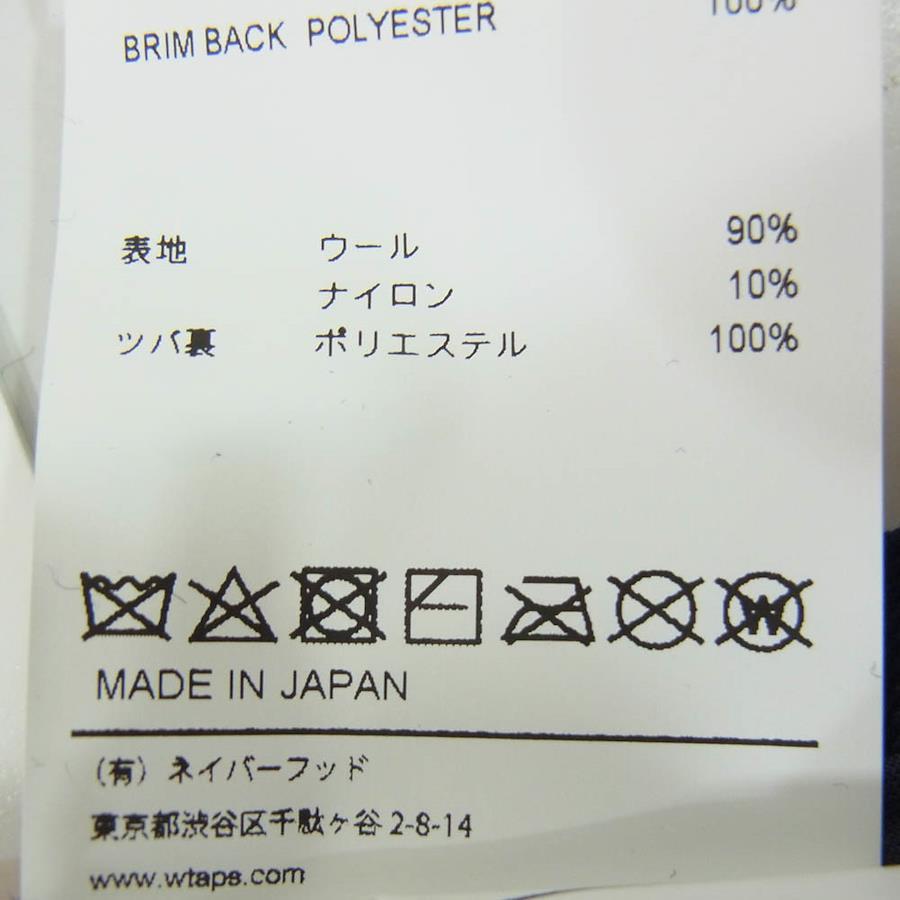 BRIM BACK POLYESTER 100%
表地 ウール 90%
ナイロン 10%
ツバ裏 ポリエステル 100%
W
MADE IN JAPAN
(有) ネイバーフッド
東京都渋谷区千駄ヶ谷 2-8-14
www.wtaps.com